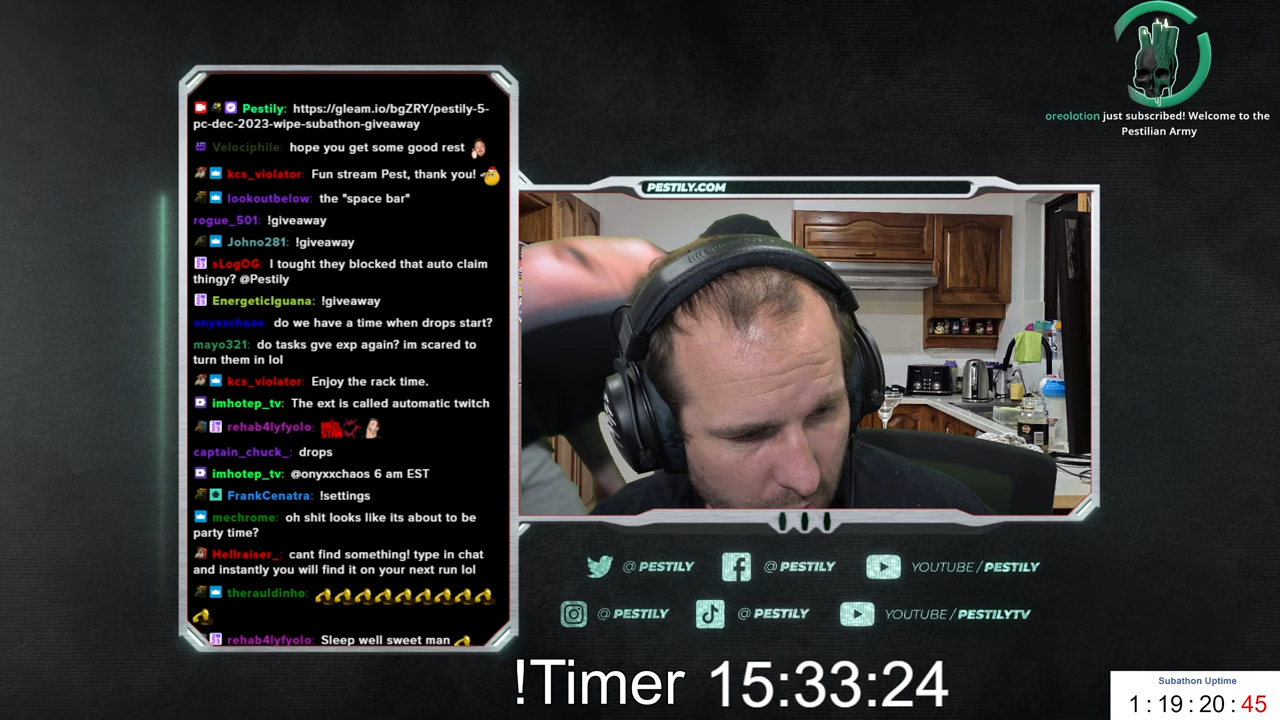 Pestily: https://gleam.io/bgZRY/pestily-5-
pc-dec-2023-wipe-subathon-giveaway
Velociphile: hope you get some good rest
kcs_violator: Fun stream Pest, thank you!
lookoutbelow: the "space bar"
rogue_501: !giveaway
Johno281: !giveaway
sLogOG: I tought they blocked that auto claim
thingy? @Pestily
EnergeticIguana: !giveaway
onyxxchaos: do we have a time when drops start?
mayo321: do tasks gve exp again? im scared to
turn them in lol
kcs_violator: Enjoy the rack time.
imhotep_tv: The ext is called automatic twitch
rehab4lyfyolo:
captain_chuck_: drops
imhotep_tv: @onyxxchaos 6 am EST
FrankCenatra: !settings
mechrome: oh shit looks like its about to be
party time?
Hellraiser_: cant find something! type in chat
and instantly you will find it on your next run lol
therauldinho:
rehab4lyfyolo: Sleep well sweet man
oreolotion just subscribed! Welcome to the
Pestilian Army
PESTILY.COM
@PESTILY
@PESTILY
YOUTUBE/PESTILY
@PESTILY
@PESTILY
YOUTUBE/PESTILYTV
!Timer 15:33:24
Subathon Uptime
1:19:20:45